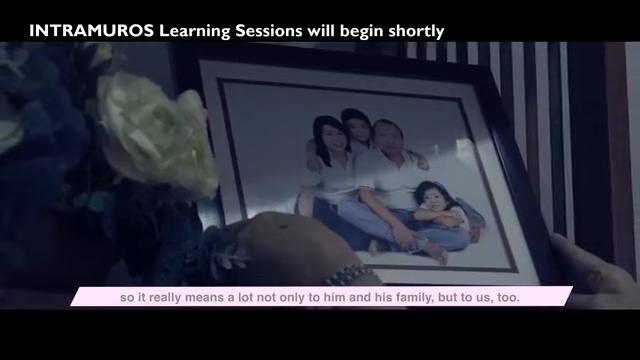 INTRAMUROS Learning Sessions will begin shortly
so it really means a lot not only to him and his family, but to us, too.